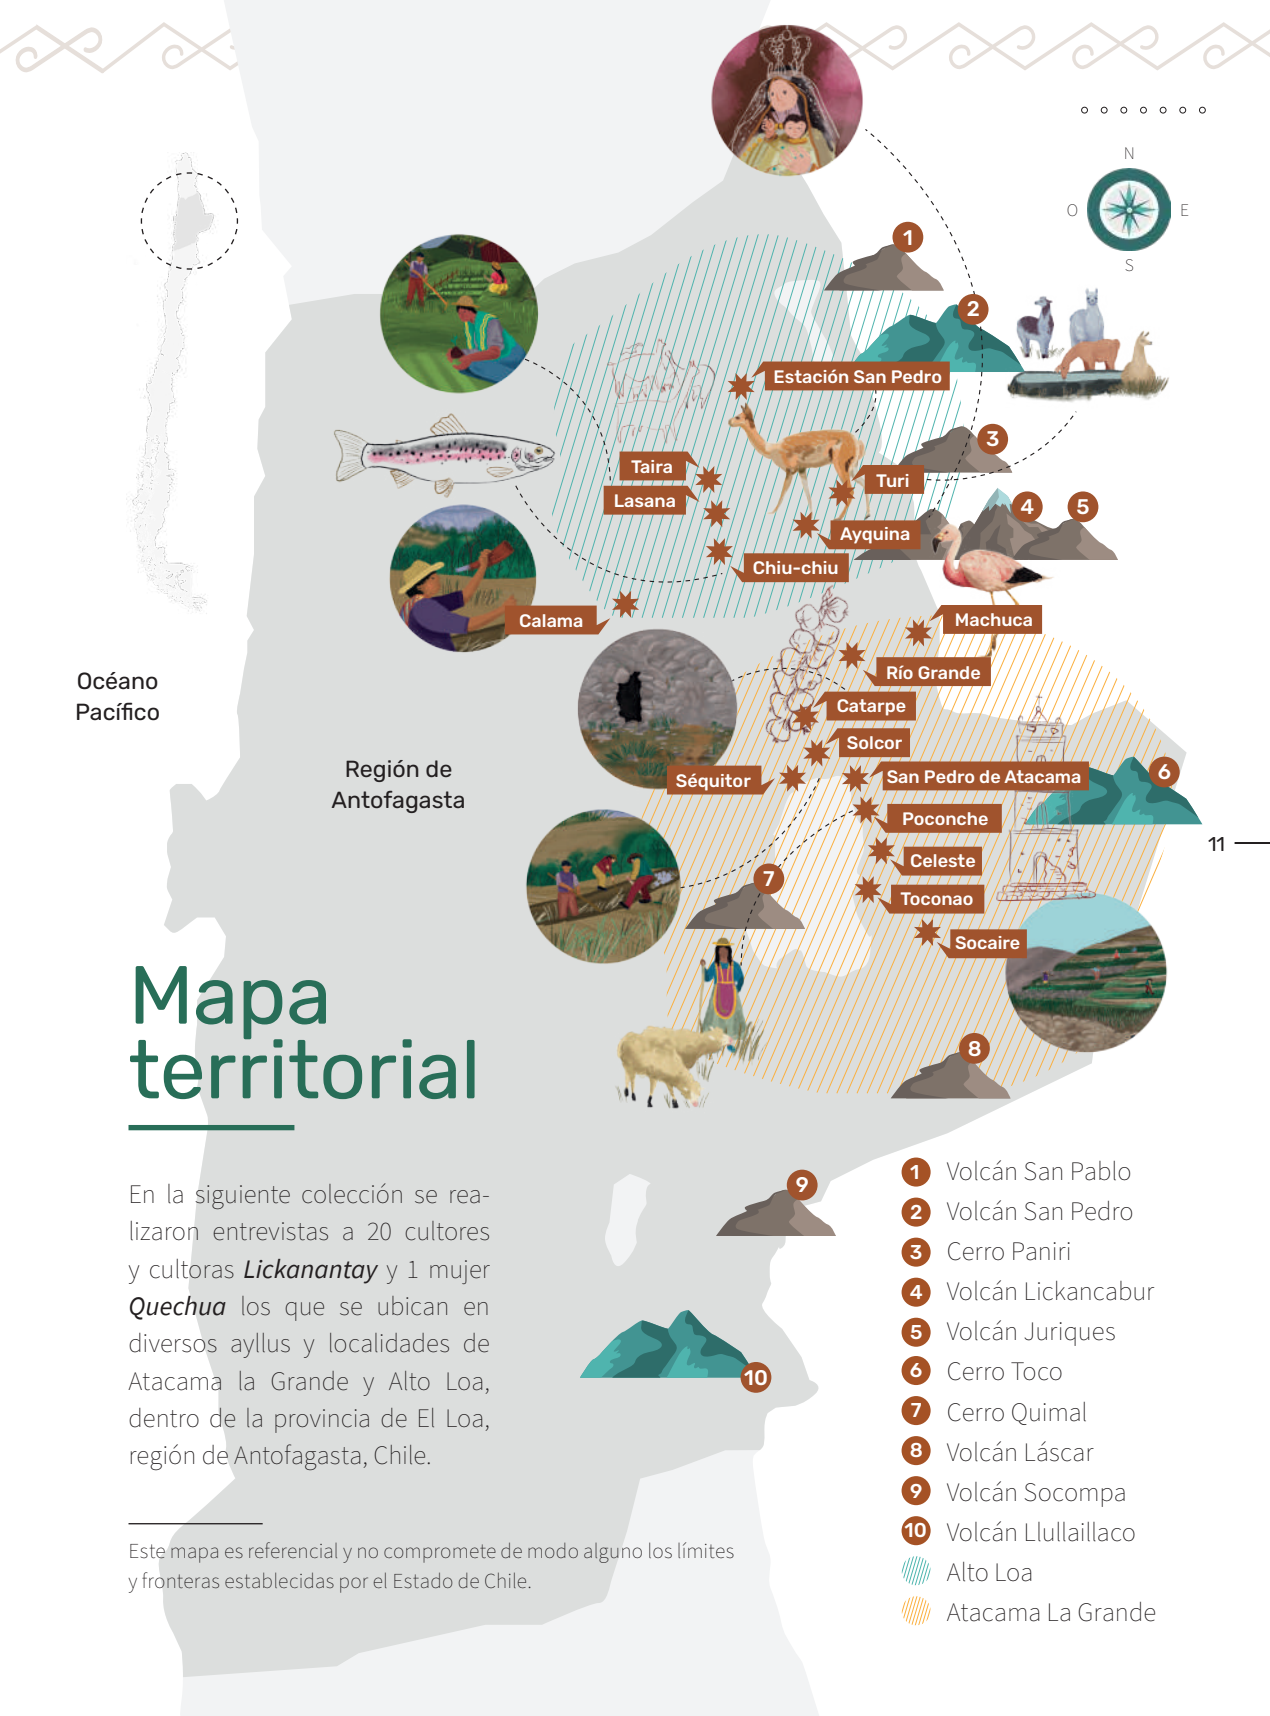 N
O
E
S
1
2
Estación San Pedro
3
Taira
Turi
Lasana
4
5
Ayquina
Chiu-chiu
Calama
Machuca
Río Grande
Océano
Pacífico
Catarpe
Solcor
Región de
Antofagasta
Séquitor
San Pedro de Atacama
6
Poconche
11
Celeste
7
Toconao
Socaire
Mapa
territorial
8
En la siguiente colección se rea-
lizaron entrevistas a 20 cultores
y cultoras Lickanantay y 1 mujer
Quechua los que se ubican en
diversos ayllus y localidades de
Atacama la Grande y Alto Loa,
dentro de la provincia de El Loa,
región de Antofagasta, Chile.
9
10
1 Volcán San Pablo
2 Volcán San Pedro
3 Cerro Paniri
4 Volcán Lickancabur
5 Volcán Juriques
6 Cerro Toco
7 Cerro Quimal
8 Volcán Láscar
9 Volcán Socompa
10 Volcán Llullaillaco
Alto Loa
Atacama La Grande
Este mapa es referencial y no compromete de modo alguno los límites
y fronteras establecidas por el Estado de Chile.